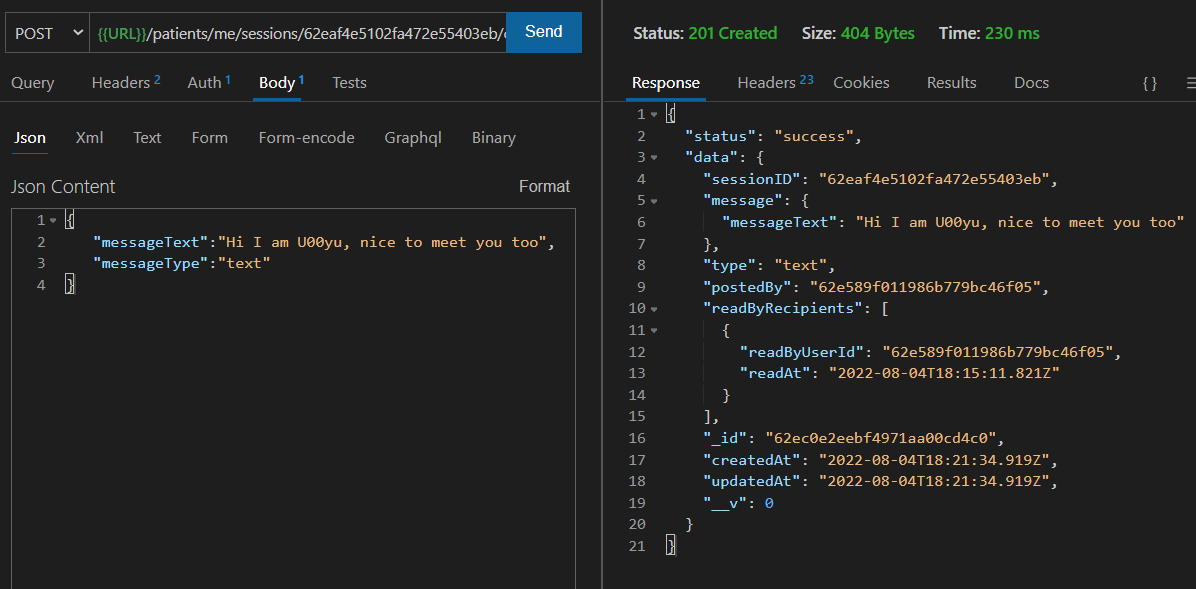 POST {{URL}}/patients/me/sessions/62eaf4e5102fa472e55403eb/ Send
Query Headers 2 Auth 1 Body 1 Tests
Json Xml Text Form Form-encode Graphql Binary
Json Content Format
1 {
2 "messageText":"Hi I am U00yu, nice to meet you too",
3 "messageType":"text"
4 }
Status: 201 Created Size: 404 Bytes Time: 230 ms
Response Headers 23 Cookies Results Docs { }
1 {
2 "status": "success",
3 "data": {
4 "sessionID": "62eaf4e5102fa472e55403eb",
5 "message": {
6 "messageText": "Hi I am U00yu, nice to meet you too"
7 },
8 "type": "text",
9 "postedBy": "62e589f011986b779bc46f05",
10 "readByRecipients": [
11 {
12 "readByUserId": "62e589f011986b779bc46f05",
13 "readAt": "2022-08-04T18:15:11.821Z"
14 }
15 ],
16 "_id": "62ec0e2eebf4971aa00cd4c0",
17 "createdAt": "2022-08-04T18:21:34.919Z",
18 "updatedAt": "2022-08-04T18:21:34.919Z",
19 "__v": 0
20 }
21 }